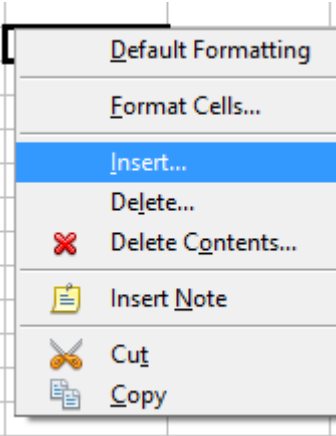 Default Formatting
Format Cells...
Insert...
Delete...
Delete Contents...
Insert Note
Cut
Copy